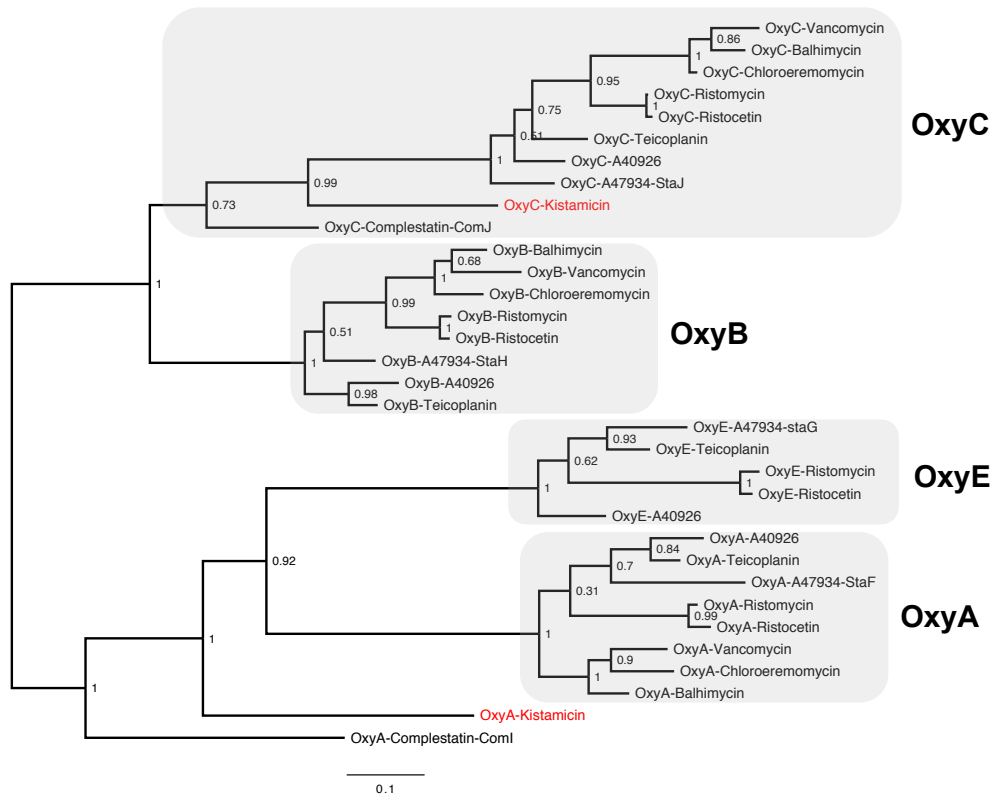 OxyC-Vancomycin
0.86
OxyC-Balhimycin
1
OxyC-Chloroeremomycin
0.95
OxyC-Ristomycin
1
OxyC-Ristocetin
0.75
OxyC
0.51
OxyC-Teicoplanin
1
OxyC-A40926
OxyC-A47934-StaJ
0.99
OxyC-Kistamicin
0.73
OxyC-Complestatin-ComJ
1
OxyB-Balhimycin
0.68
OxyB-Vancomycin
1
OxyB-Chloroeremomycin
0.99
OxyB-Ristomycin
1
OxyB-Ristocetin
0.51
OxyB
OxyB-A47934-StaH
1
OxyB-A40926
0.98
OxyB-Teicoplanin
OxyE-A47934-staG
0.93
OxyE-Teicoplanin
0.62
OxyE-Ristomycin
1
OxyE-Ristocetin
OxyE
1
OxyE-A40926
0.92
OxyA-A40926
0.84
OxyA-Teicoplanin
0.7
OxyA-A47934-StaF
0.31
OxyA-Ristomycin
0.99
OxyA-Ristocetin
OxyA
1
OxyA-Vancomycin
0.9
OxyA-Chloroeremomycin
1
OxyA-Balhimycin
1
OxyA-Kistamicin
1
OxyA-Complestatin-ComI
0.1